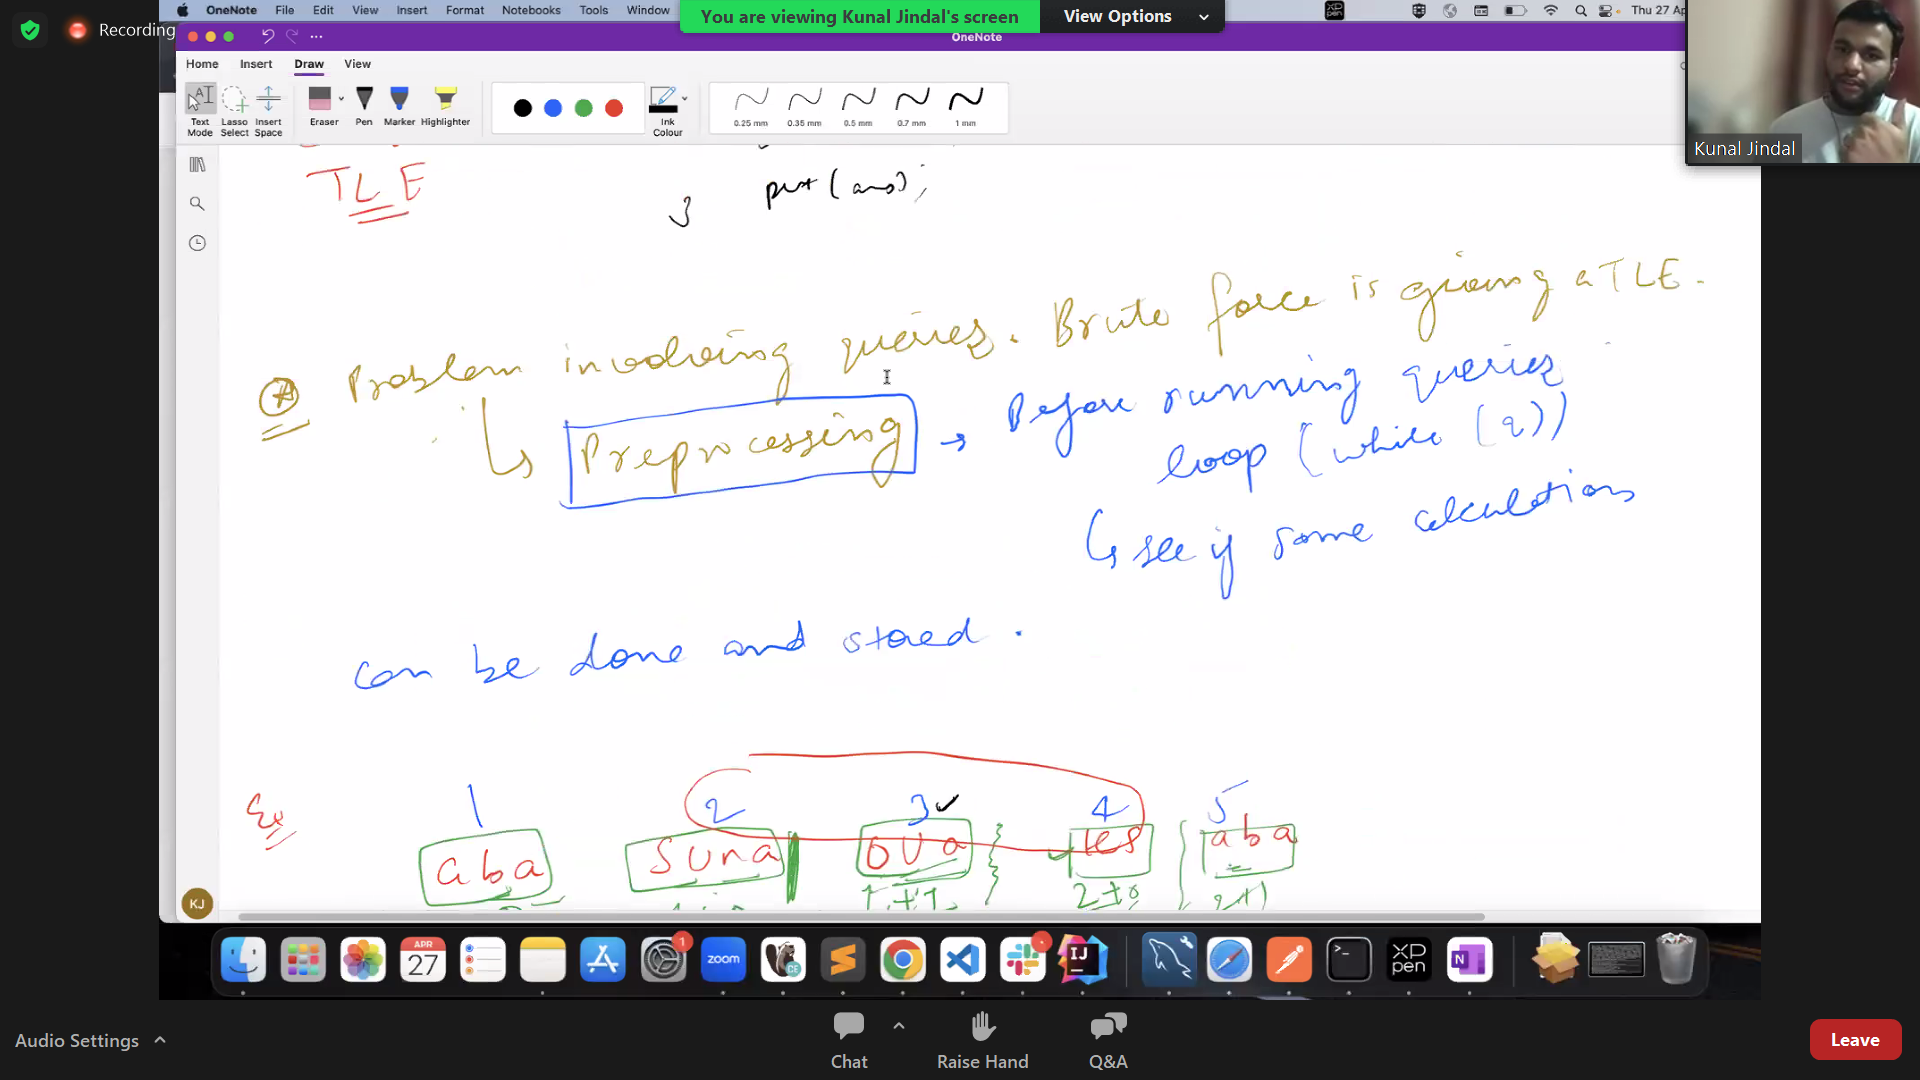 OneNote File Edit View Insert Format Notebooks Tools Window
You are viewing Kunal Jindal's screen View Options
Thu 27 Ap
Recording
OneNote
Home Insert Draw View
Text Mode Lasso Select Insert Space Eraser Pen Marker Highlighter Ink Colour 0.25 mm 0.35 mm 0.5 mm 0.7 mm 1 mm
Kunal Jindal
TLE
}
Problem involving queries. Brute force is giving a TLE.
Preprocessing → Before running queries
loop (while (q))
↳ see if some calculations
can be done and stored.
Ex
1 2 3 4 5
aba suna ova tes aba
KJ
APR
27
1
zoom
CE
IJ
XP pen
N
Audio Settings
Chat
Raise Hand
Q&A
Leave